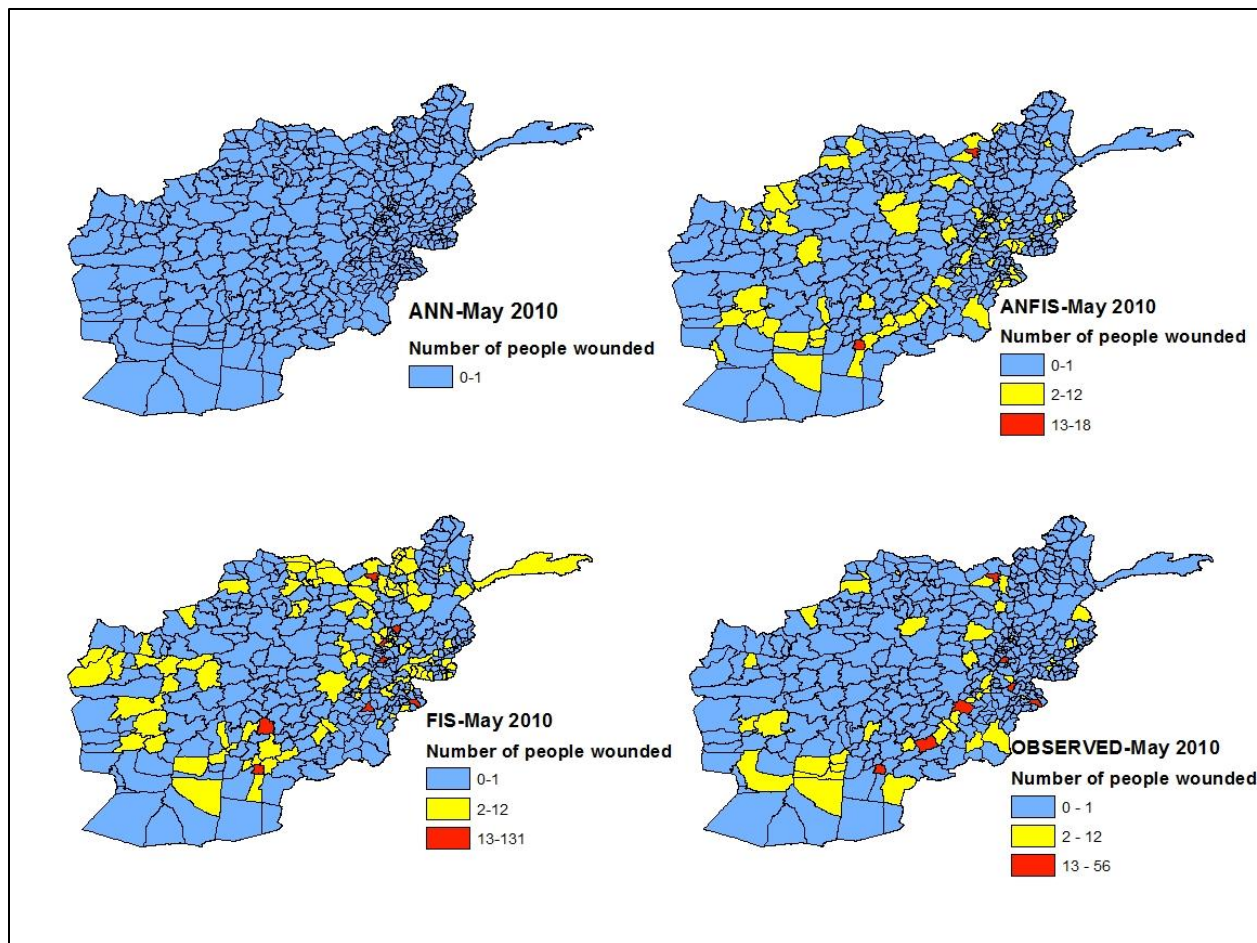 ANN-May 2010
Number of people wounded
0-1
ANFIS-May 2010
Number of people wounded
0-1
2-12
13-18
FIS-May 2010
Number of people wounded
0-1
2-12
13-131
OBSERVED-May 2010
Number of people wounded
0 - 1
2 - 12
13 - 56